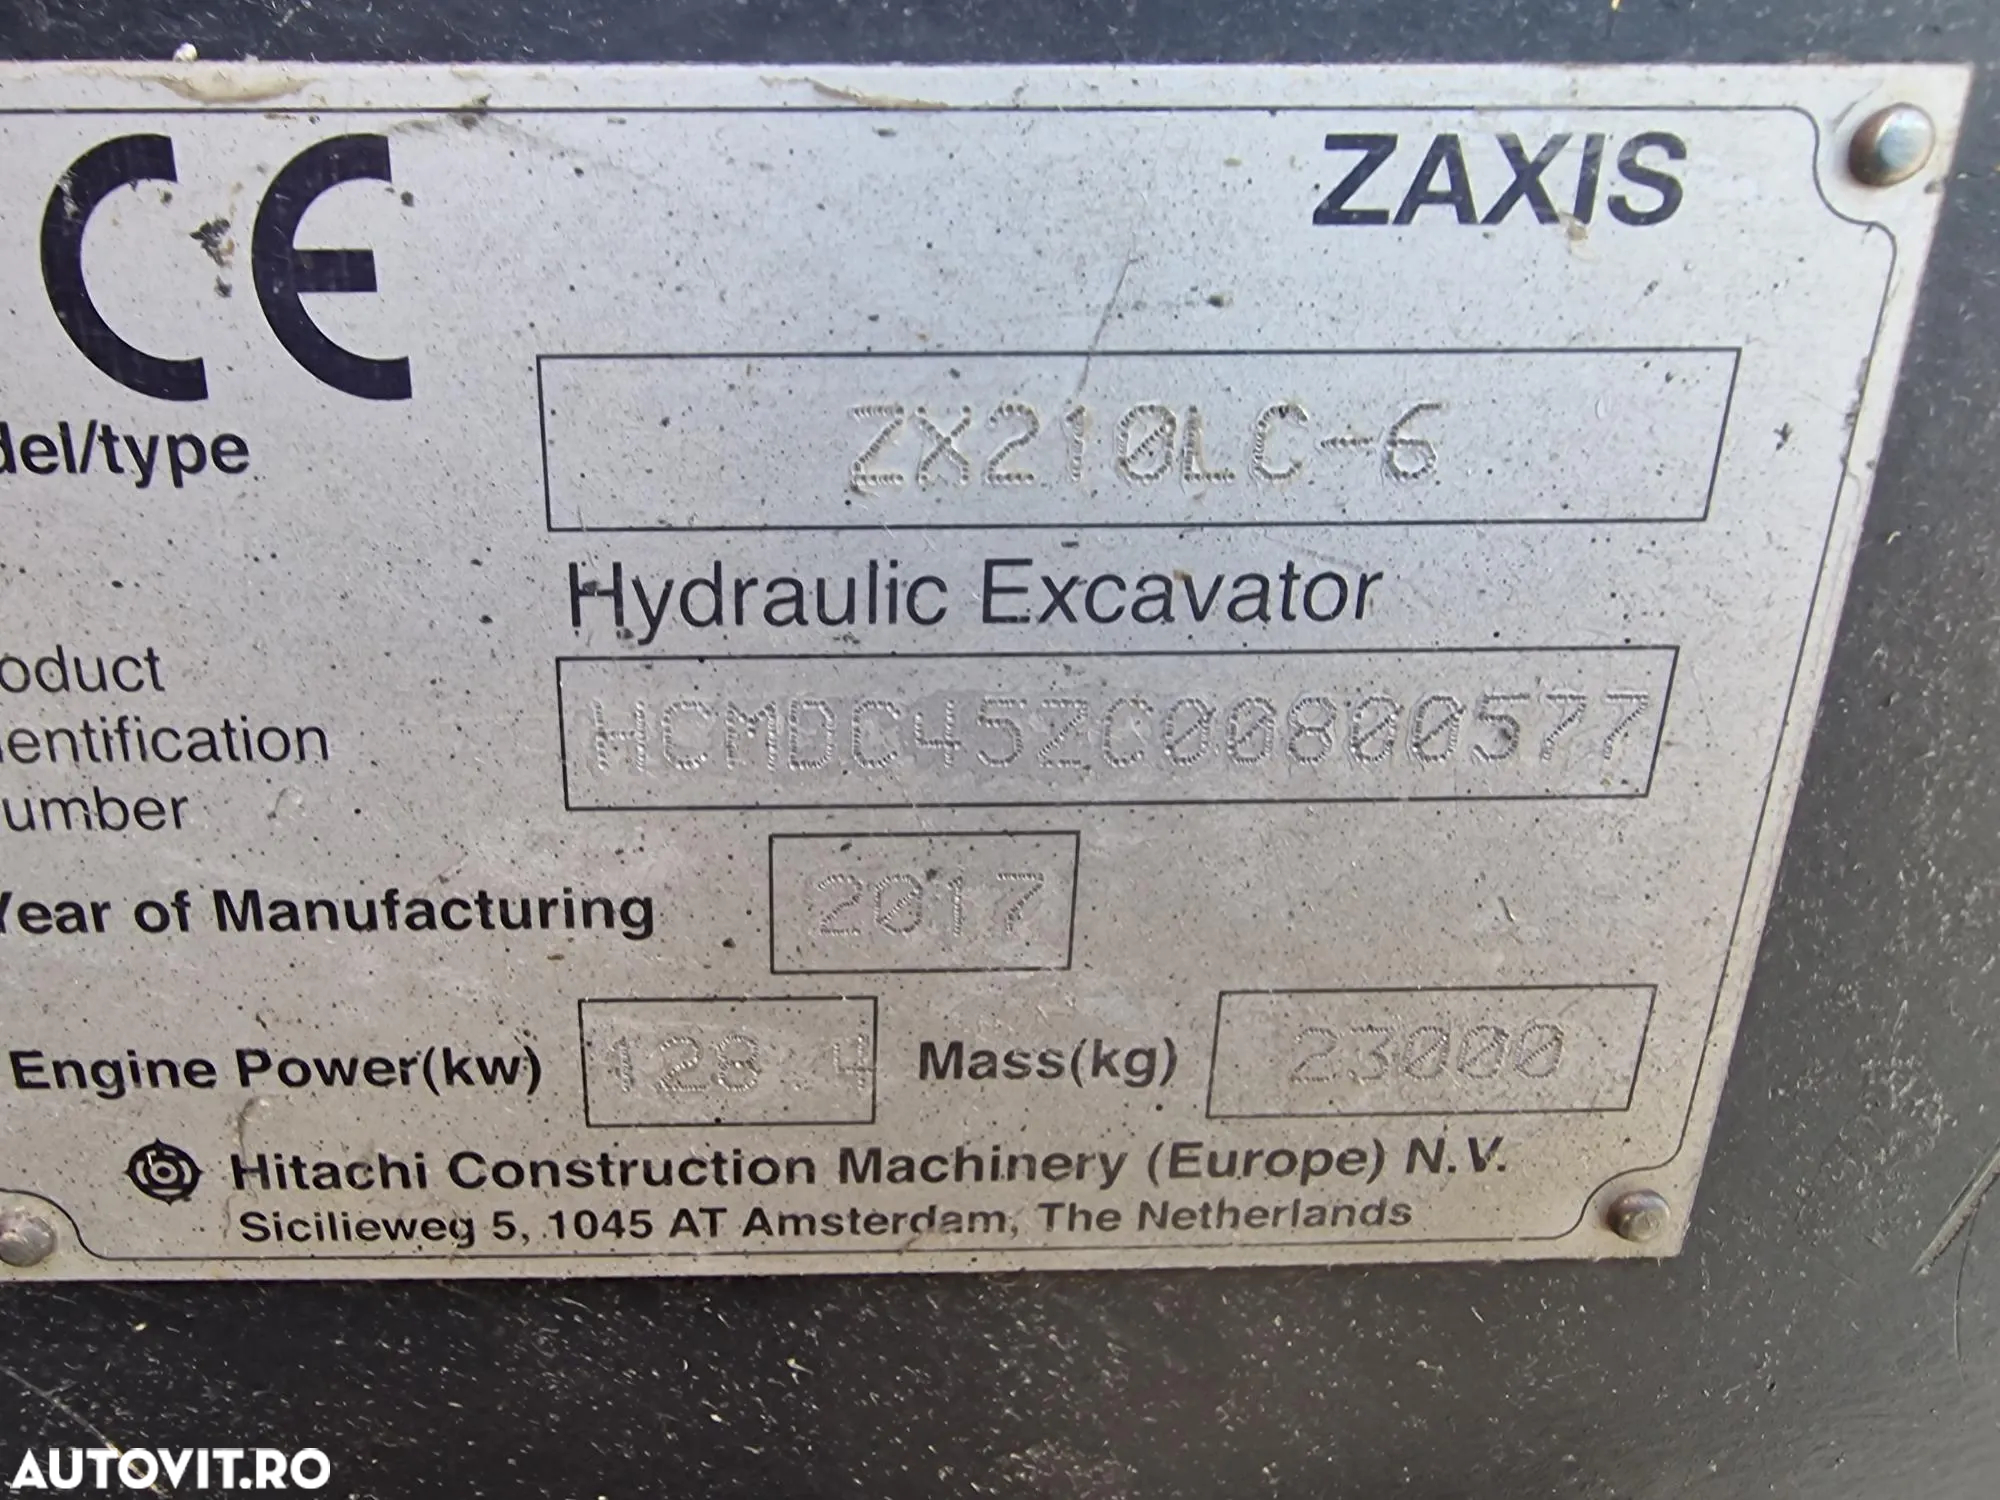 CE
ZAXIS
del/type
ZX210LC-6
Hydraulic Excavator
oduct
entification
umber
HCMDC45ZC00800577
Year of Manufacturing
2017
Engine Power(kw)
128.4
Mass(kg)
23000
Hitachi Construction Machinery (Europe) N.V.
Sicilieweg 5, 1045 AT Amsterdam, The Netherlands
AUTOVIT.RO